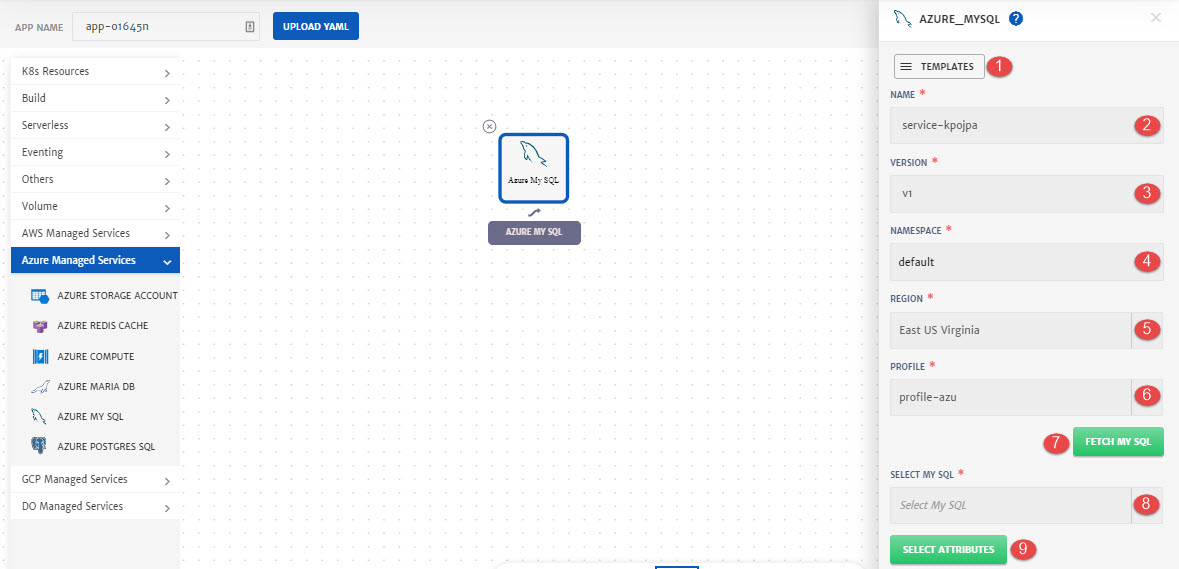 APP NAME
app-o1645n
UPLOAD YAML
K8s Resources
Build
Serverless
Eventing
Others
Volume
AWS Managed Services
Azure Managed Services
AZURE STORAGE ACCOUNT
AZURE REDIS CACHE
AZURE COMPUTE
AZURE MARIA DB
AZURE MY SQL
AZURE POSTGRES SQL
GCP Managed Services
DO Managed Services
Azure My SQL
AZURE MY SQL
AZURE_MYSQL ?
TEMPLATES 1
NAME *
service-kpojpa 2
VERSION *
v1 3
NAMESPACE *
default 4
REGION *
East US Virginia 5
PROFILE *
profile-azu 6
7 FETCH MY SQL
SELECT MY SQL *
Select My SQL 8
SELECT ATTRIBUTES 9